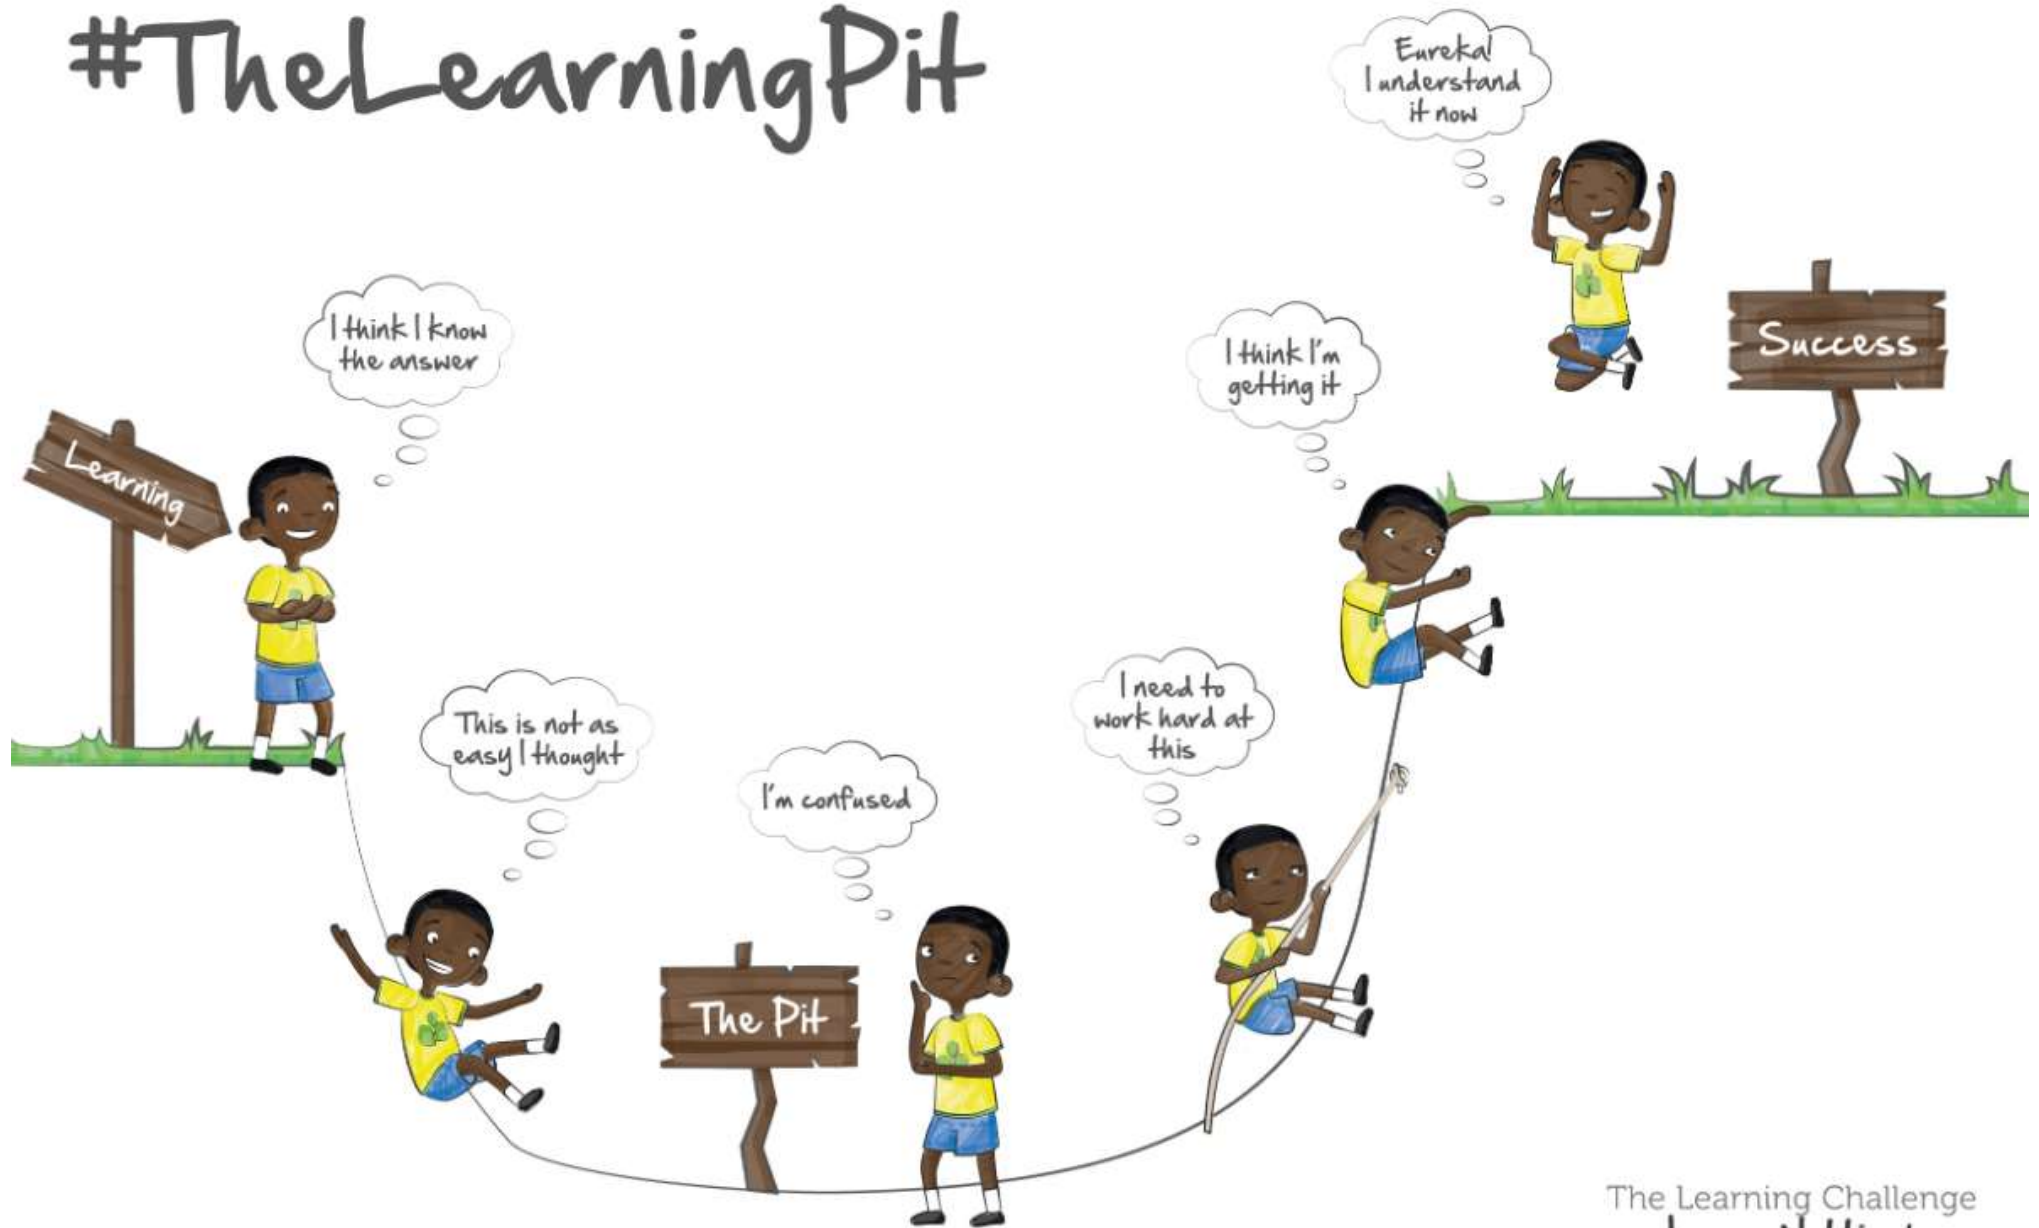 #TheLearningPit
Eureka!
I understand
it now
I think I know
the answer
I think I'm
getting it
Success
Learning
This is not as
easy I thought
I need to
work hard at
this
I'm confused
The Pit
The Learning Challenge